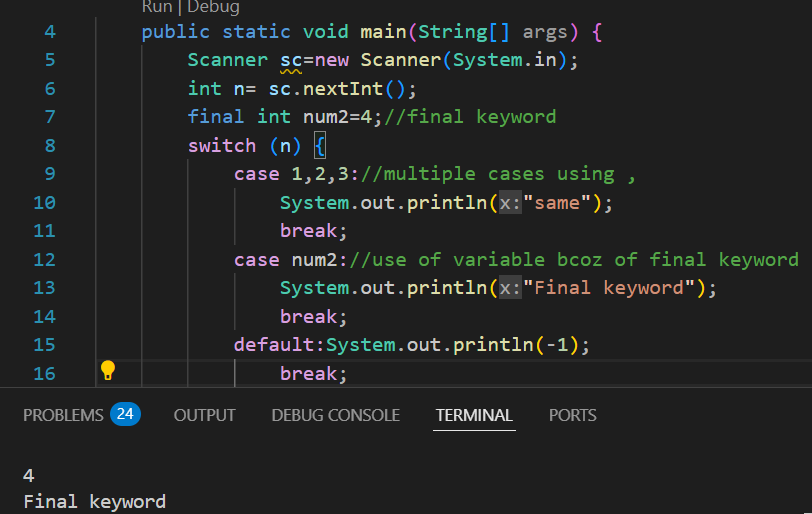 Run | Debug
4 public static void main(String[] args) {
5 Scanner sc=new Scanner(System.in);
6 int n= sc.nextInt();
7 final int num2=4;//final keyword
8 switch (n) {
9 case 1,2,3://multiple cases using ,
10 System.out.println(x:"same");
11 break;
12 case num2://use of variable bcoz of final keyword
13 System.out.println(x:"Final keyword");
14 break;
15 default:System.out.println(-1);
16 break;
PROBLEMS 24 OUTPUT DEBUG CONSOLE TERMINAL PORTS
4
Final keyword